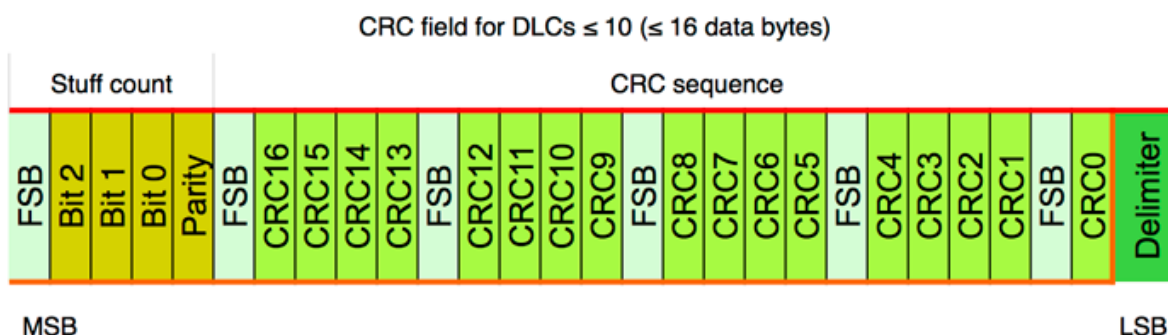 CRC field for DLCs ≤ 10 (≤ 16 data bytes)
Stuff count CRC sequence
FSB Bit 2 Bit 1 Bit 0 Parity FSB CRC16 CRC15 CRC14 CRC13 FSB CRC12 CRC11 CRC10 CRC9 FSB CRC8 CRC7 CRC6 CRC5 FSB CRC4 CRC3 CRC2 CRC1 FSB CRC0 Delimiter
MSB LSB